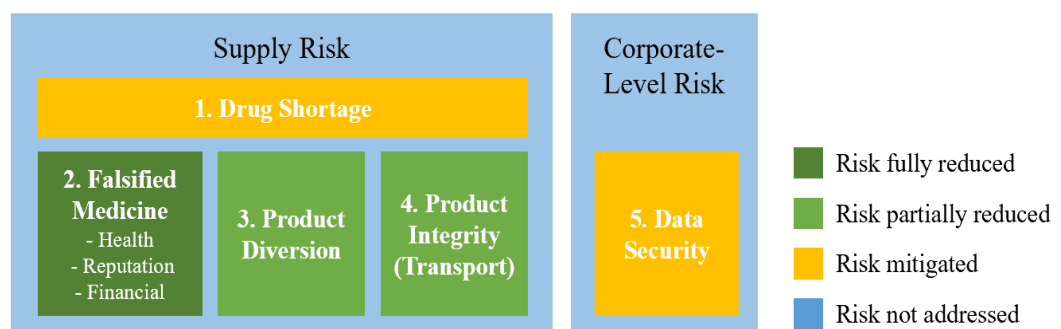 Supply Risk
1. Drug Shortage
2. Falsified
Medicine
- Health
- Reputation
- Financial
3. Product
Diversion
4. Product
Integrity
(Transport)
Corporate-
Level Risk
5. Data
Security
Risk fully reduced
Risk partially reduced
Risk mitigated
Risk not addressed